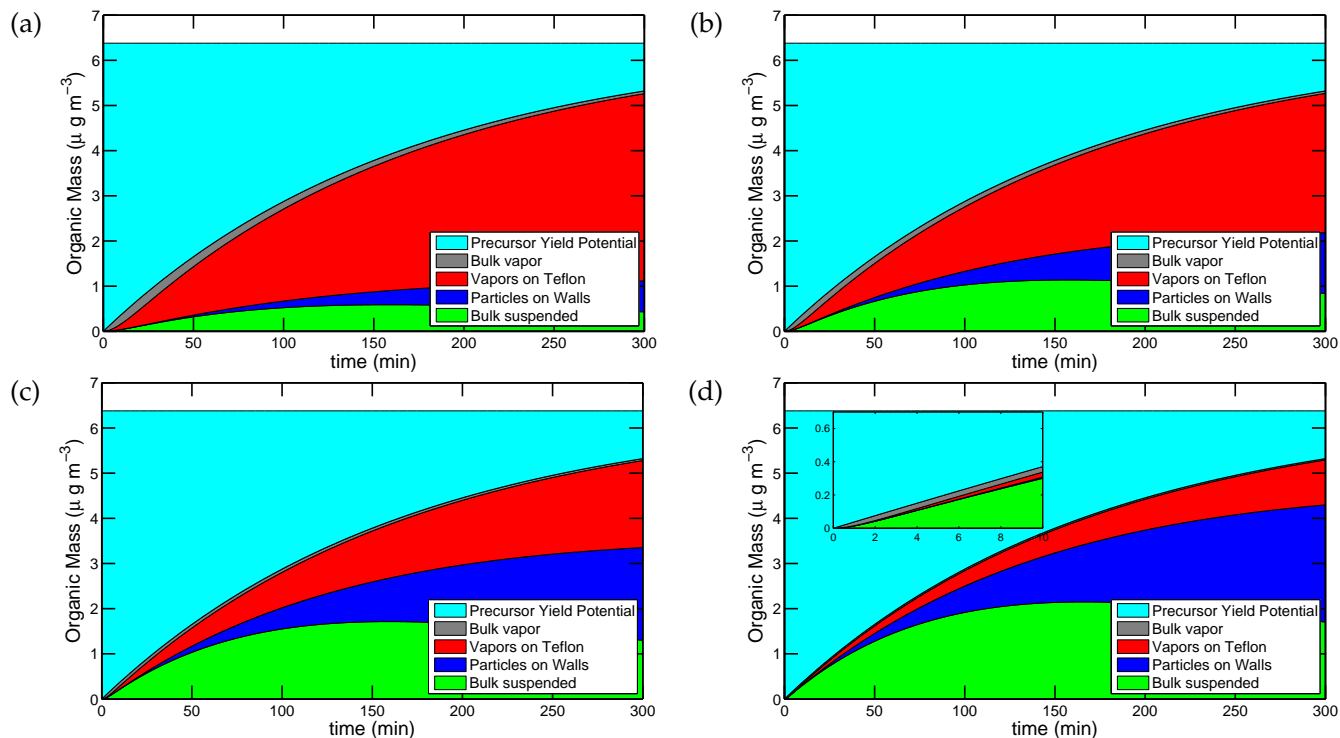 (a)
7
6
5
4
3
2
1
0
Organic Mass (μ g m−3)
Precursor Yield Potential
Bulk vapor
Vapors on Teflon
Particles on Walls
Bulk suspended
0 50 100 150 200 250 300
time (min)
(b)
7
6
5
4
3
2
1
0
Organic Mass (μ g m−3)
Precursor Yield Potential
Bulk vapor
Vapors on Teflon
Particles on Walls
Bulk suspended
0 50 100 150 200 250 300
time (min)
(c)
7
6
5
4
3
2
1
0
Organic Mass (μ g m−3)
Precursor Yield Potential
Bulk vapor
Vapors on Teflon
Particles on Walls
Bulk suspended
0 50 100 150 200 250 300
time (min)
(d)
7
6
5
4
3
2
1
0
Organic Mass (μ g m−3)
0.6
0.4
0.2
0
0 2 4 6 8 10
Precursor Yield Potential
Bulk vapor
Vapors on Teflon
Particles on Walls
Bulk suspended
0 50 100 150 200 250 300
time (min)